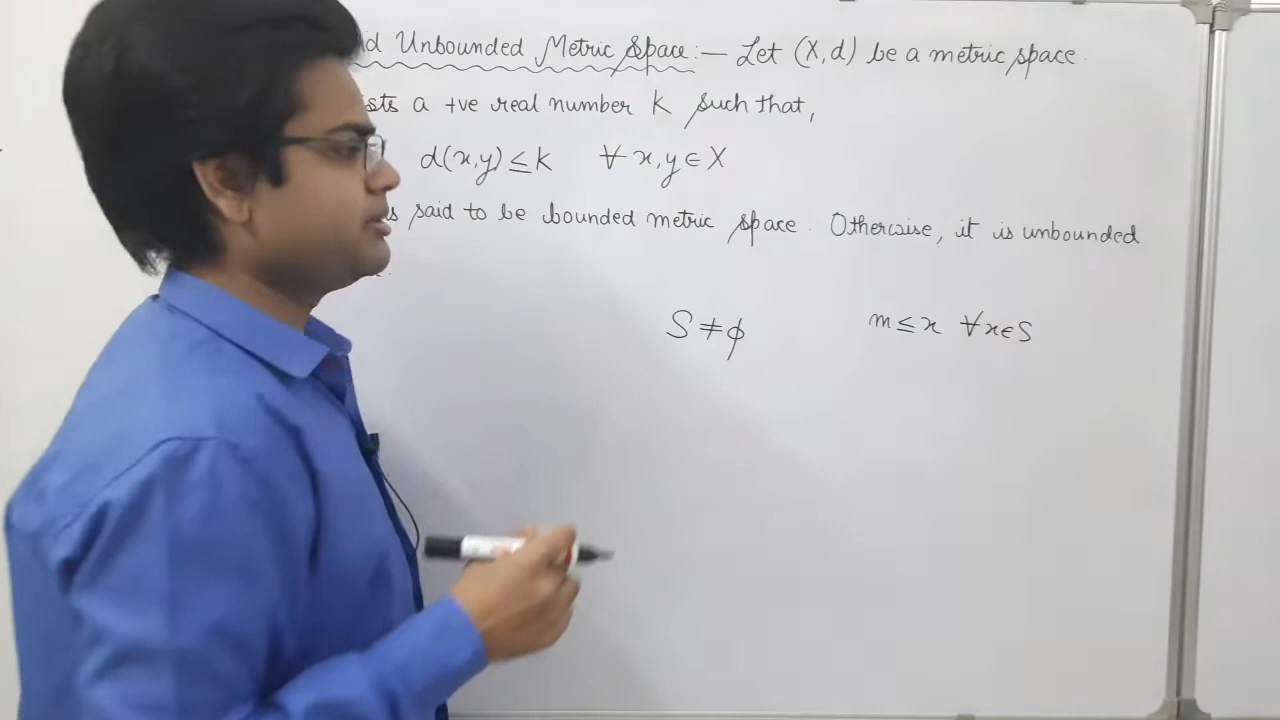 d Unbounded Metric Space:— Let (X,d) be a metric space.
sts a +ve real number K such that,
d(x,y) ≤ K ∀ x,y ∈ X
s said to be bounded metric space. Otherwise, it is unbounded
S ≠ ϕ m ≤ x ∀ x ∈ S